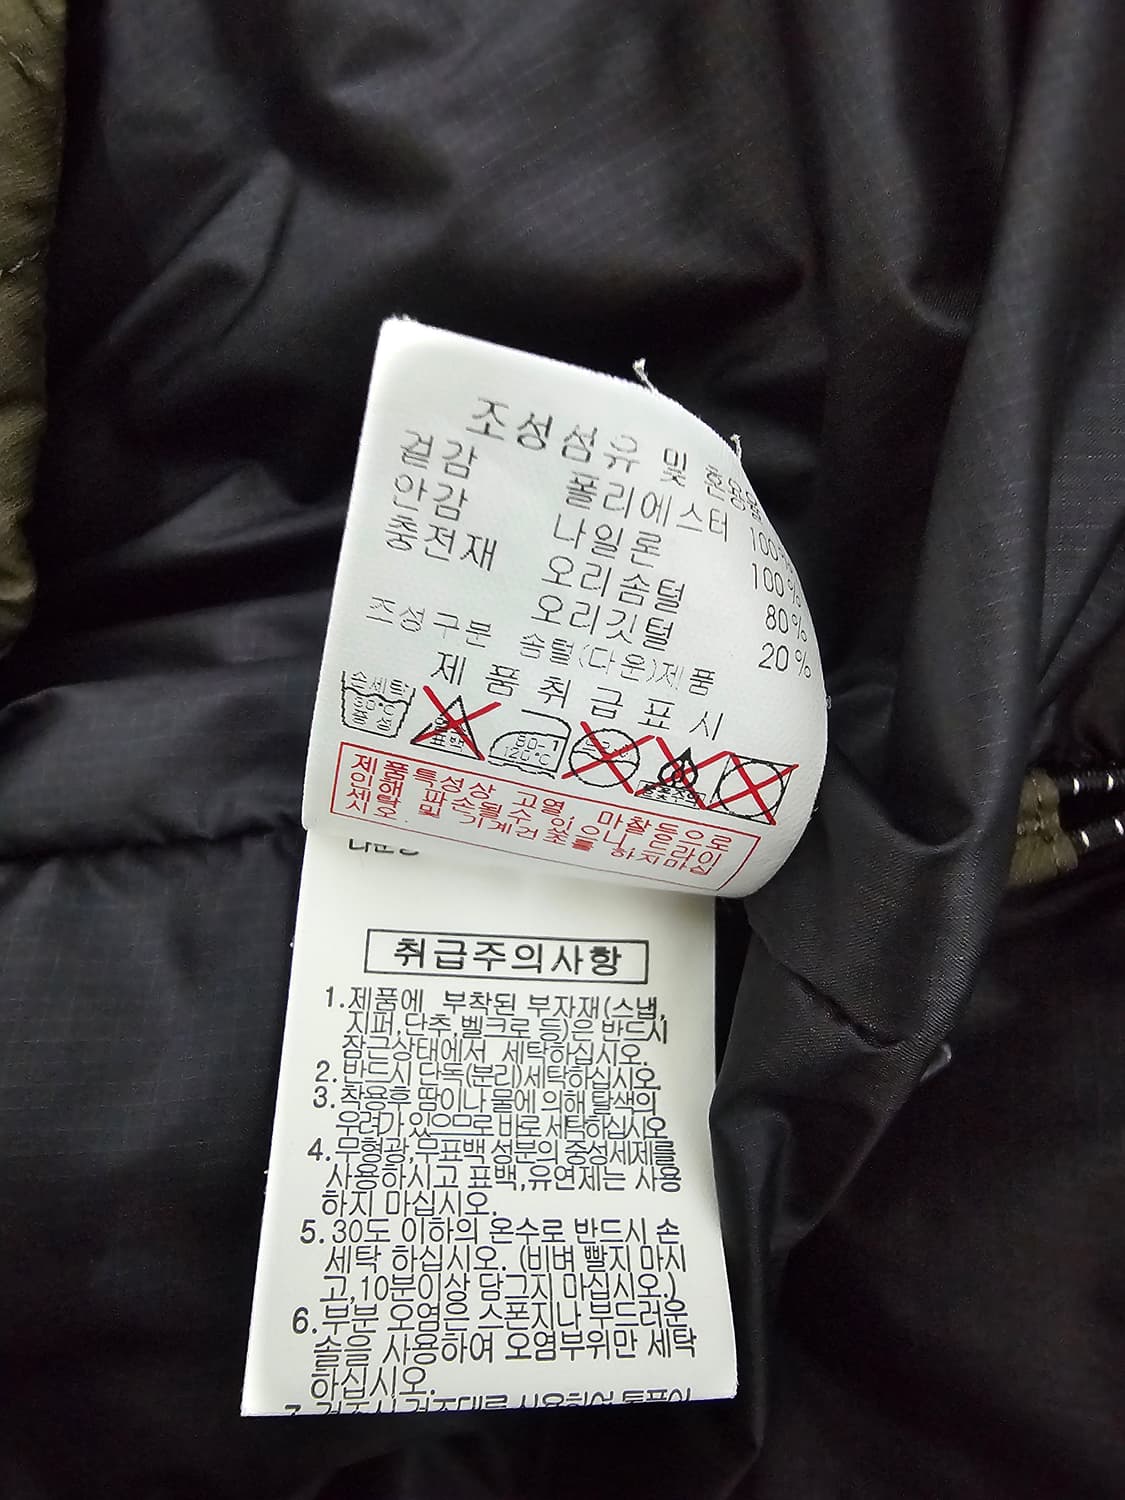 조성섬유 및 혼용율
겉감 폴리에스터 100%
안감 나일론 100%
충전재 오리솜털 80%
오리깃털 20%
조성구분 솜털(다운)제품
제품취급표시
손세탁
30℃
중성
표백
80~1
120℃
제품특성상 고열 마찰등으로
인해 파손될수 있으니 드라이
세탁 및 기계건조를 하지마십
시오
취급주의사항
1.제품에 부착된 부자재(스냅,
지퍼,단추,벨크로 등)은 반드시
잠근상태에서 세탁하십시오.
2.반드시 단독(분리)세탁하십시오.
3.착용후 땀이나 물에 의해 탈색의
우려가 있으므로 바로 세탁하십시오.
4.무형광,무표백 성분의 중성세제를
사용하시고 표백,유연제는 사용
하지 마십시오.
5.30도 이하의 온수로 반드시 손
세탁 하십시오. (비벼 빨지 마시
고,10분이상 담그지 마십시오.)
6.부분 오염은 스폰지나 부드러운
솔을 사용하여 오염부위만 세탁
하십시오.